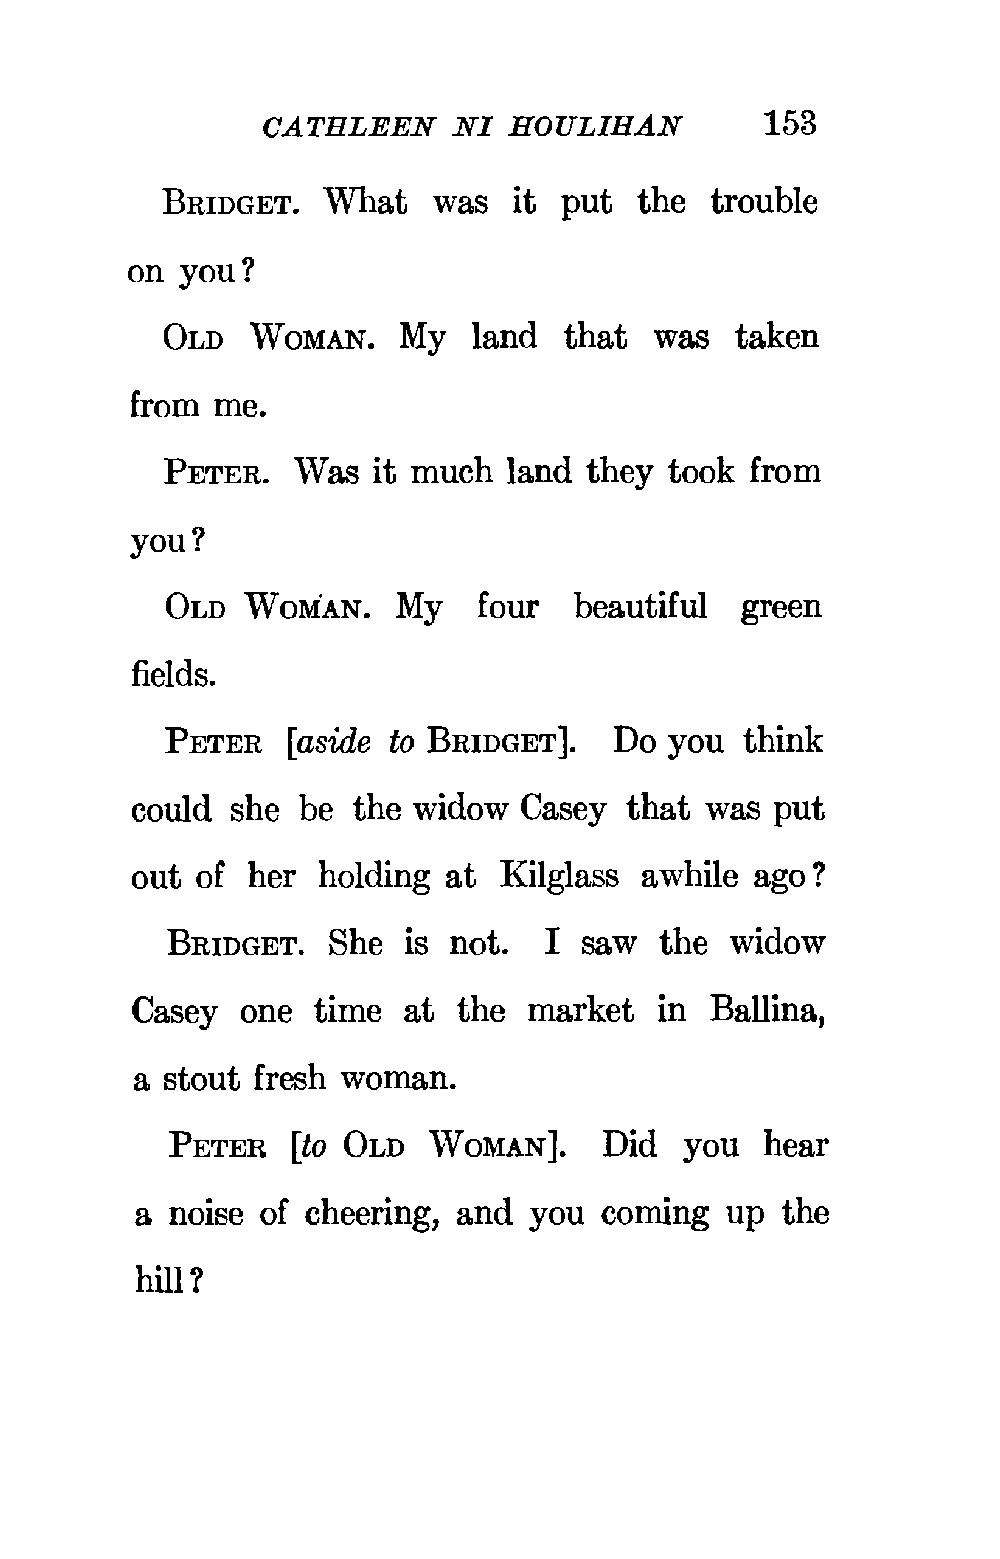 CATHLEEN NI HOULIHAN 153
BRIDGET. What was it put the trouble
on you?
OLD WOMAN. My land that was taken
from me.
PETER. Was it much land they took from
you?
OLD WOMAN. My four beautiful green
fields.
PETER [aside to BRIDGET]. Do you think
could she be the widow Casey that was put
out of her holding at Kilglass awhile ago?
BRIDGET. She is not. I saw the widow
Casey one time at the market in Ballina,
a stout fresh woman.
PETER [to OLD WOMAN]. Did you hear
a noise of cheering, and you coming up the
hill?